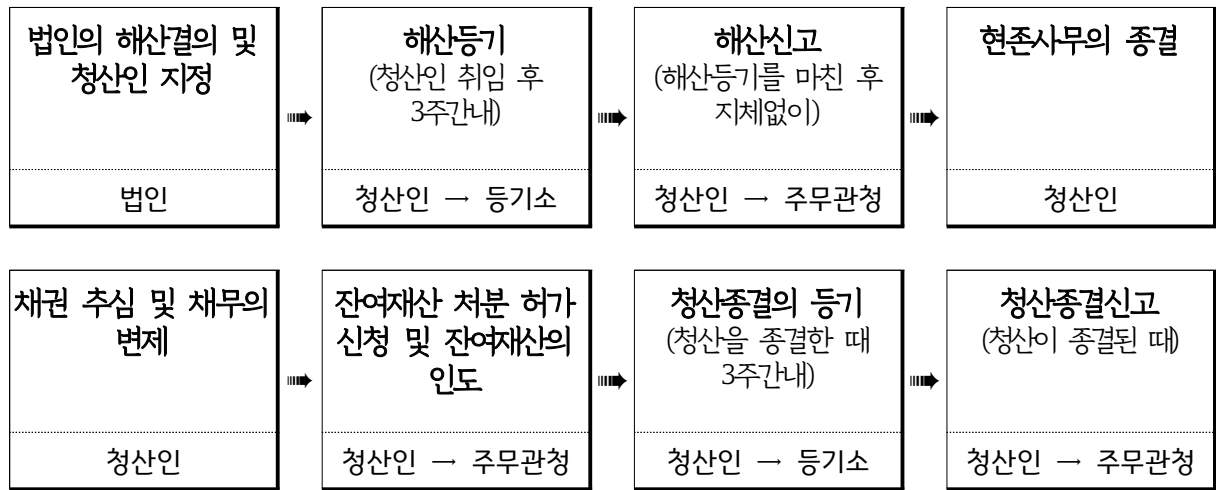 법인의 해산결의 및
청산인 지정
법인
해산등기
(청산인 취임 후
3주간내)
청산인 → 등기소
해산신고
(해산등기를 마친 후
지체없이)
청산인 → 주무관청
현존사무의 종결
청산인
채권 추심 및 채무의
변제
청산인
잔여재산 처분 허가
신청 및 잔여재산의
인도
청산인 → 주무관청
청산종결의 등기
(청산을 종결한 때
3주간내)
청산인 → 등기소
청산종결신고
(청산이 종결된 때)
청산인 → 주무관청